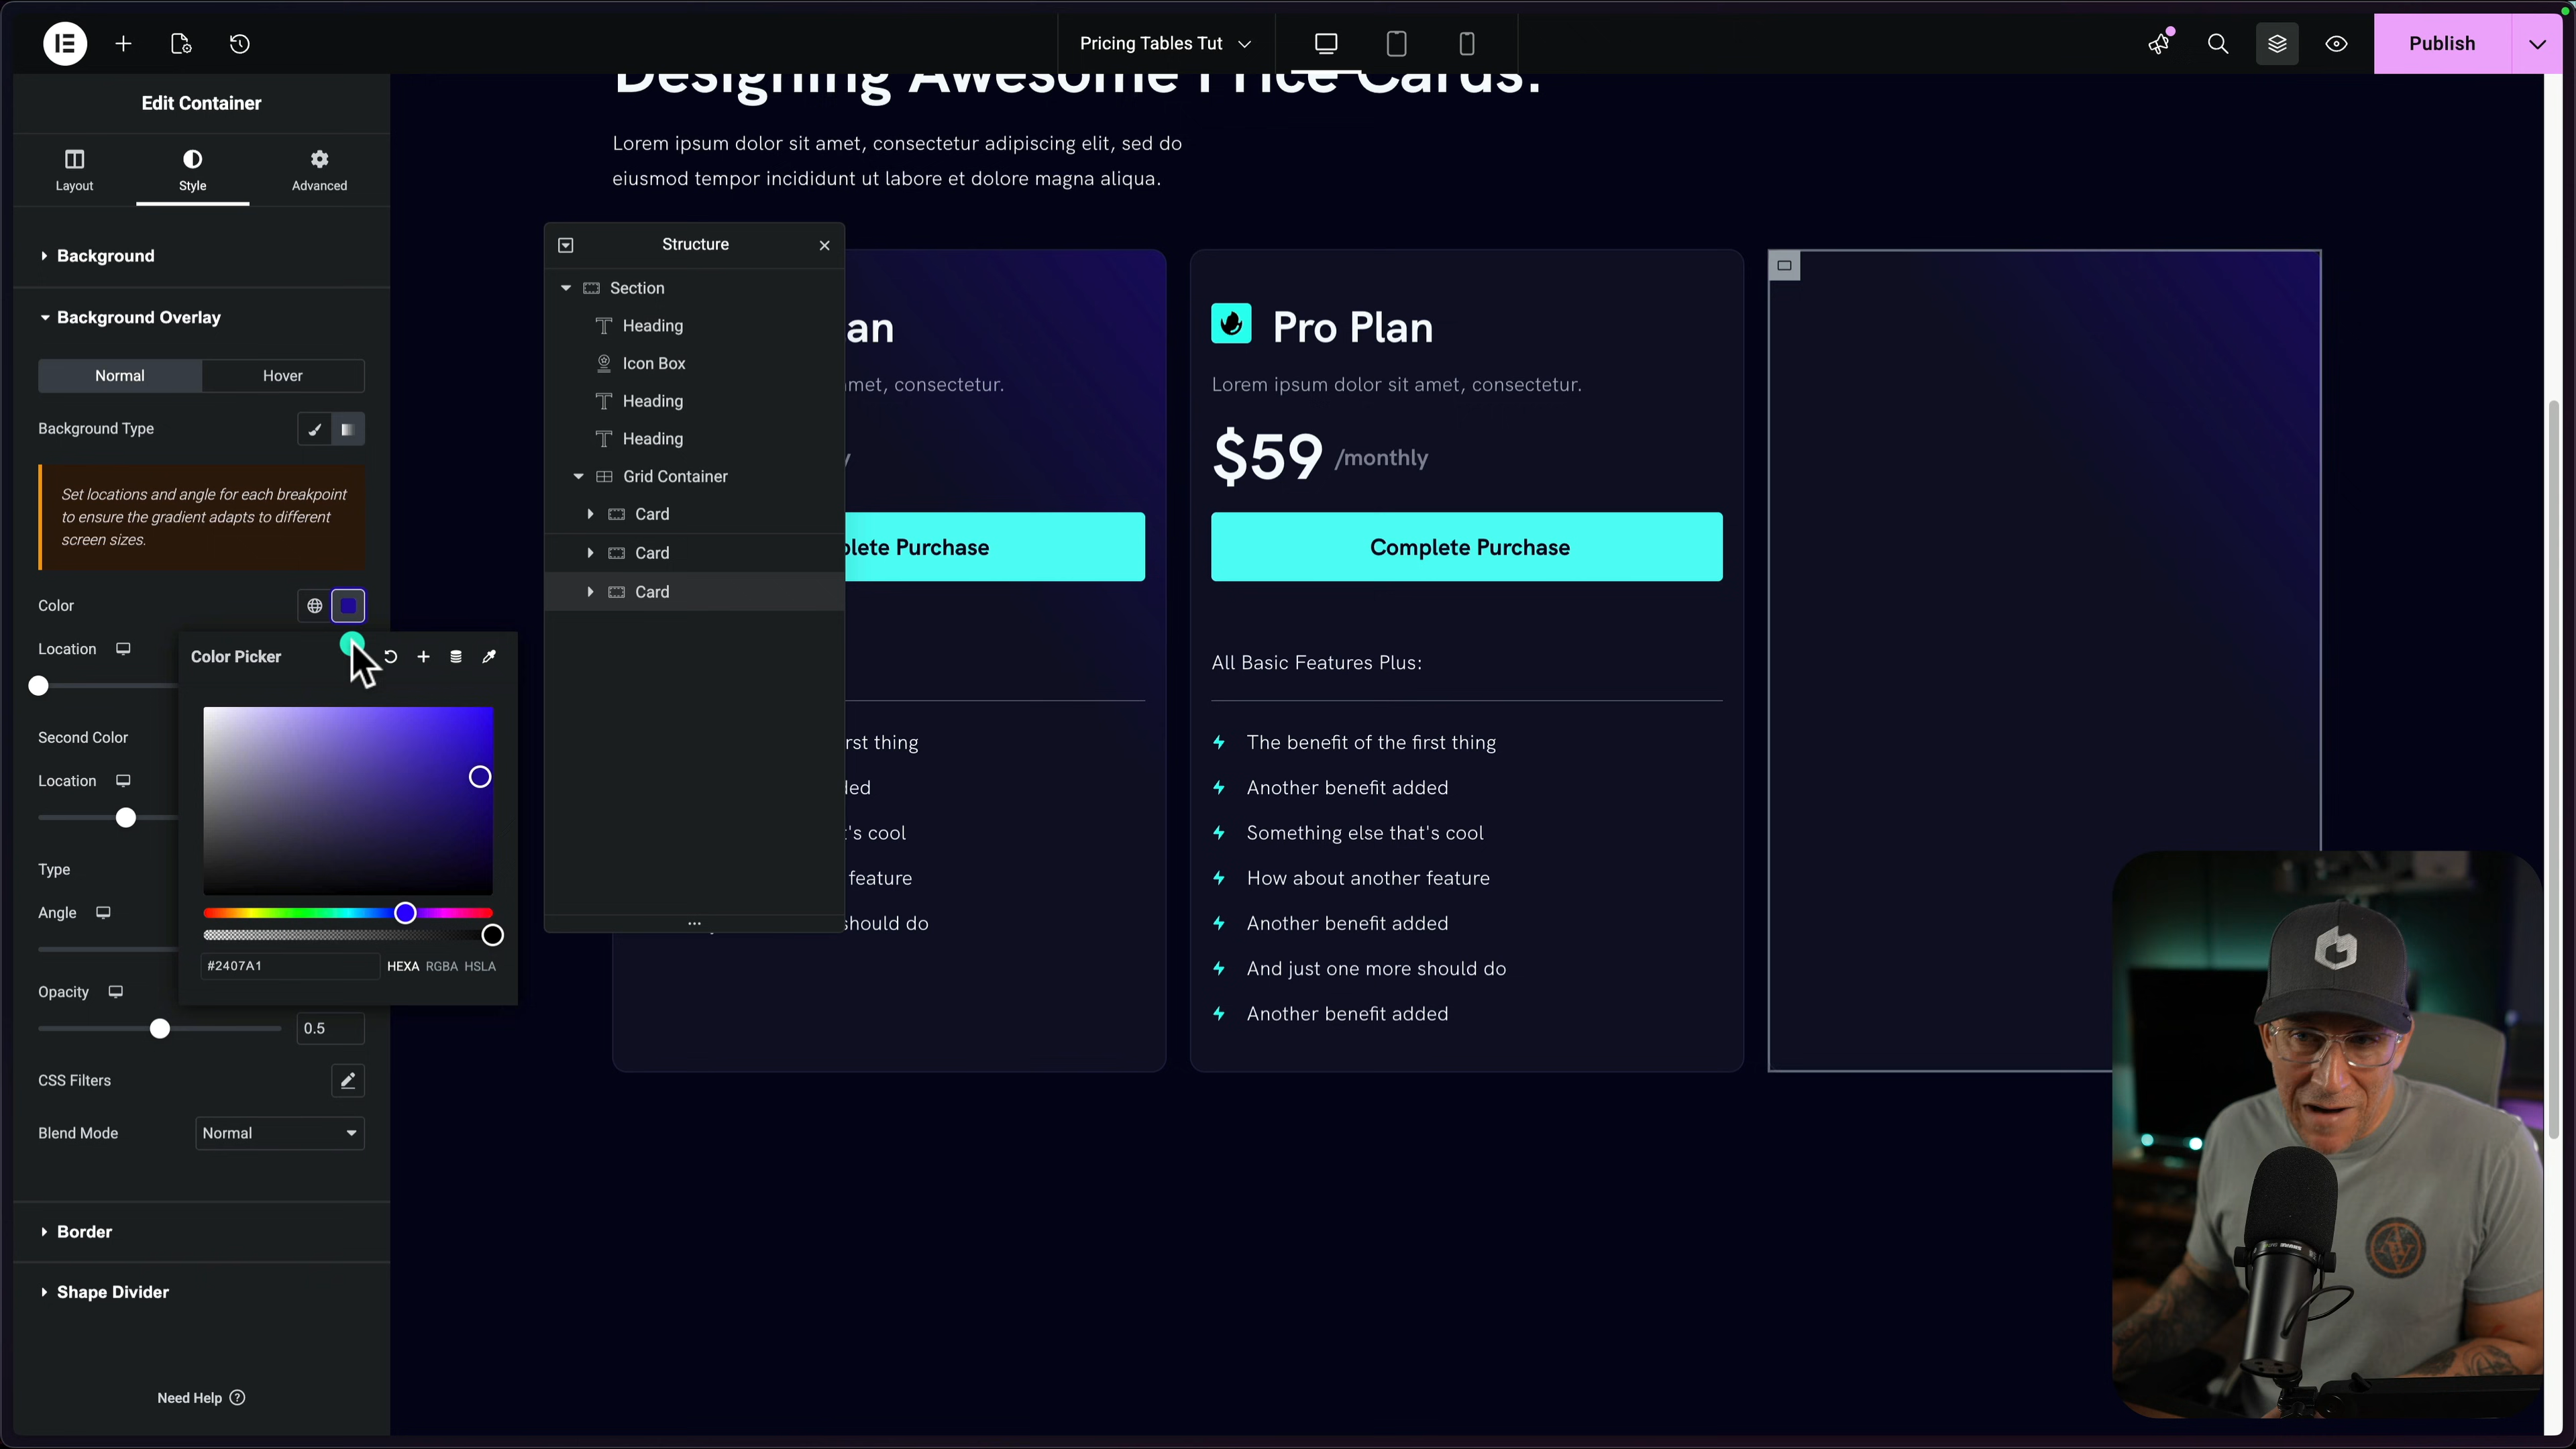 Pricing Tables Tut
Publish
Edit Container
Layout
Style
Advanced
Background
Background Overlay
Normal
Hover
Background Type
Set locations and angle for each breakpoint
to ensure the gradient adapts to different
screen sizes.
Color
Location
Second Color
Location
Type
Angle
Opacity
0.5
CSS Filters
Blend Mode
Normal
Border
Shape Divider
Need Help
Color Picker
#2407A1
HEXA RGBA HSLA
Structure
Section
Heading
Icon Box
Heading
Heading
Grid Container
Card
Card
Card
Designing Awesome Price Cards.
Lorem ipsum dolor sit amet, consectetur adipiscing elit, sed do
eiusmod tempor incididunt ut labore et dolore magna aliqua.
an
met, consectetur.
plete Purchase
rst thing
ded
t's cool
feature
should do
Pro Plan
Lorem ipsum dolor sit amet, consectetur.
$59 /monthly
Complete Purchase
All Basic Features Plus:
The benefit of the first thing
Another benefit added
Something else that's cool
How about another feature
Another benefit added
And just one more should do
Another benefit added